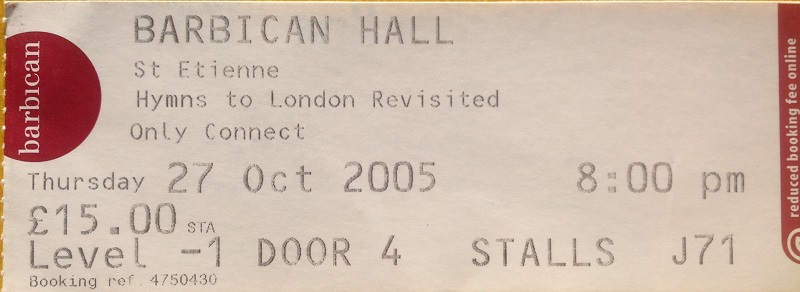 barbican
BARBICAN HALL
St Etienne
Hymns to London Revisited
Only Connect
Thursday 27 Oct 2005 8:00 pm
£15.00 STA
Level -1 DOOR 4 STALLS J71
Booking ref. 4750430
reduced booking fee online